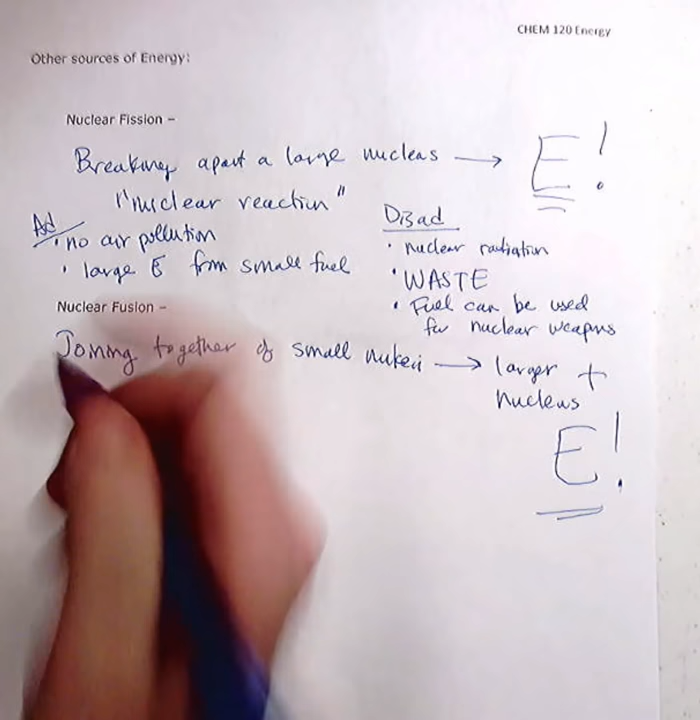 CHEM 120 Energy
Other sources of Energy:
Nuclear Fission –
Breaking apart a large nucleus → E!
"nuclear reaction"
Ad
• no air pollution
• large E from small fuel
Disad
• nuclear radiation
• WASTE
• Fuel can be used
for nuclear weapons
Nuclear Fusion –
Joining together of small nuclei → larger +
nucleus
E!